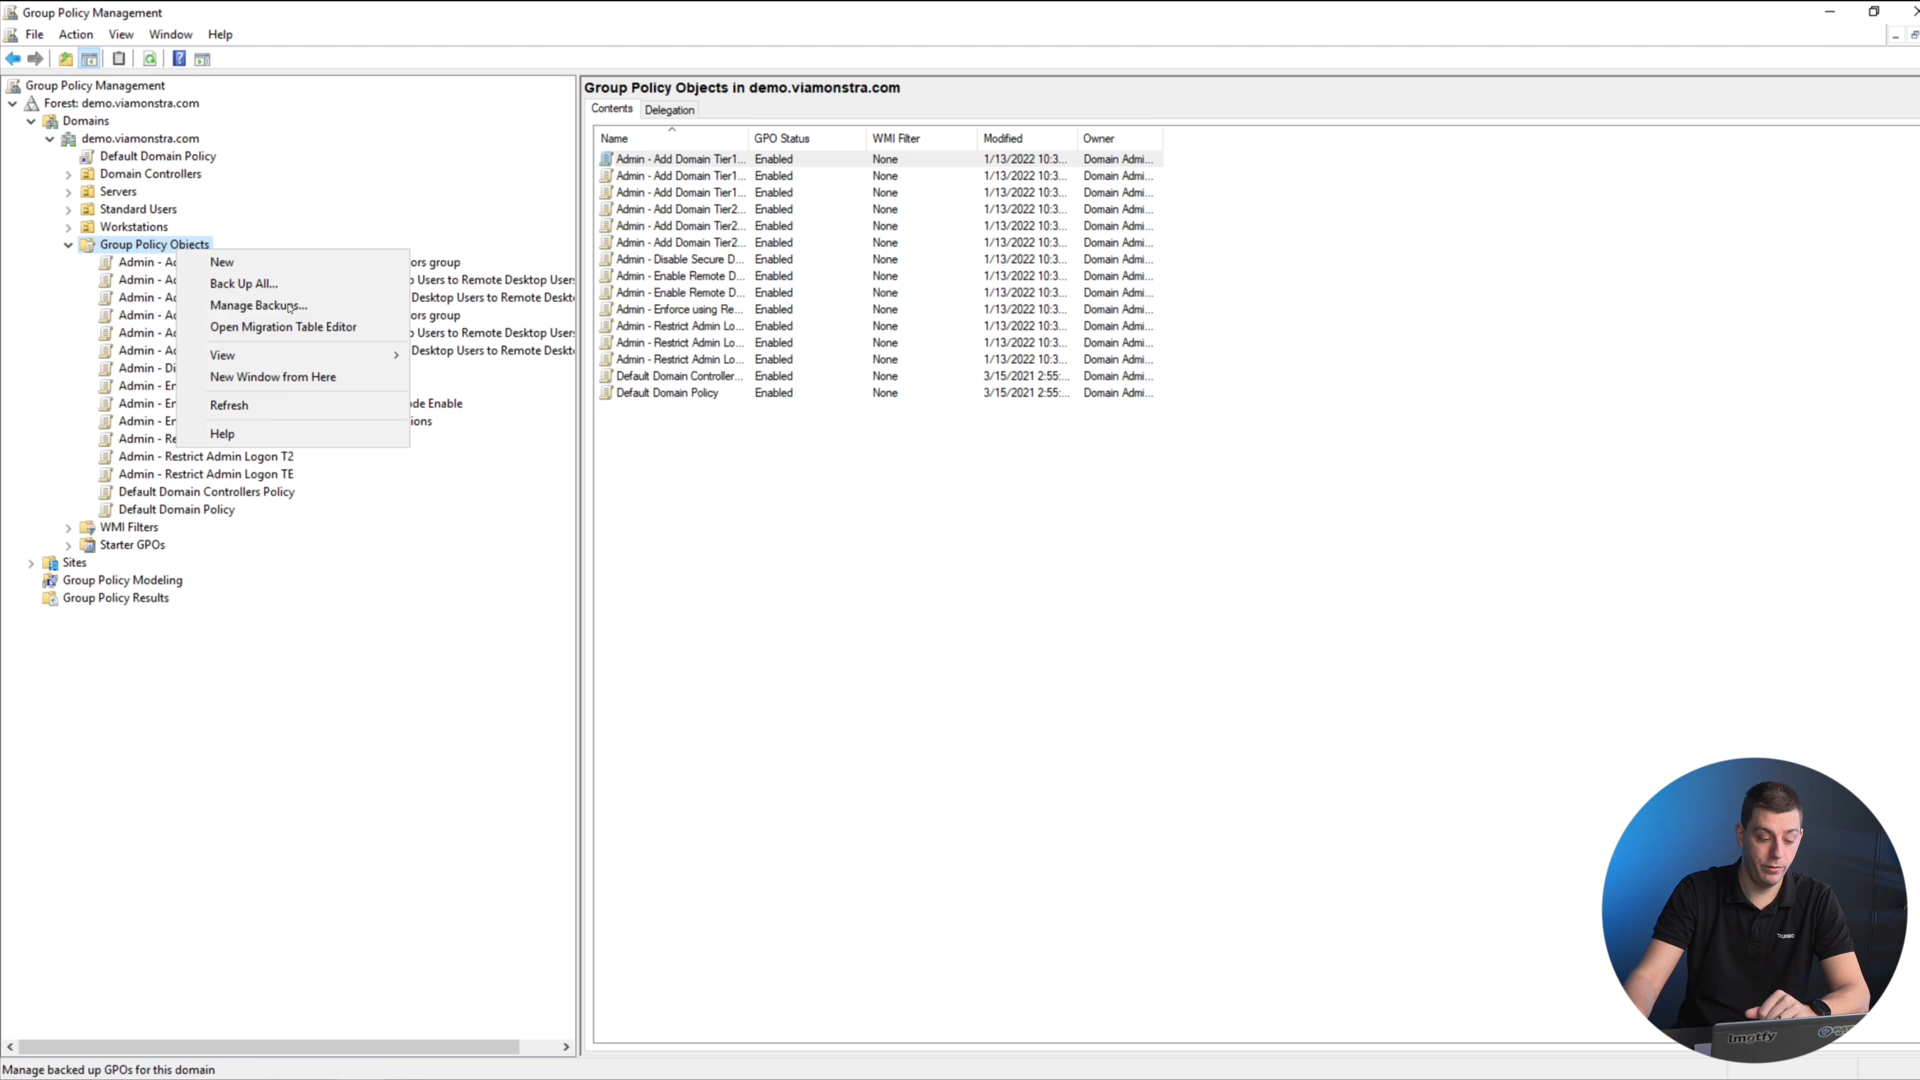 Group Policy Management
File Action View Window Help
Group Policy Management
Forest: demo.viamonstra.com
Domains
demo.viamonstra.com
Default Domain Policy
Domain Controllers
Servers
Standard Users
Workstations
Group Policy Objects
Admin - Ac ors group
Admin - Ac Users to Remote Desktop Users
Admin - Ac Desktop Users to Remote Deskt
Admin - Ac ors group
Admin - Ac Users to Remote Desktop Users
Admin - Ac Desktop Users to Remote Deskt
Admin - Di
Admin - Er
Admin - Er de Enable
Admin - Er ions
Admin - Re
Admin - Restrict Admin Logon T2
Admin - Restrict Admin Logon TE
Default Domain Controllers Policy
Default Domain Policy
WMI Filters
Starter GPOs
Sites
Group Policy Modeling
Group Policy Results
New
Back Up All...
Manage Backups...
Open Migration Table Editor
View
New Window from Here
Refresh
Help
Group Policy Objects in demo.viamonstra.com
Contents Delegation
Name GPO Status WMI Filter Modified Owner
Admin - Add Domain Tier1... Enabled None 1/13/2022 10:3... Domain Admi...
Admin - Add Domain Tier1... Enabled None 1/13/2022 10:3... Domain Admi...
Admin - Add Domain Tier1... Enabled None 1/13/2022 10:3... Domain Admi...
Admin - Add Domain Tier2... Enabled None 1/13/2022 10:3... Domain Admi...
Admin - Add Domain Tier2... Enabled None 1/13/2022 10:3... Domain Admi...
Admin - Add Domain Tier2... Enabled None 1/13/2022 10:3... Domain Admi...
Admin - Disable Secure D... Enabled None 1/13/2022 10:3... Domain Admi...
Admin - Enable Remote D... Enabled None 1/13/2022 10:3... Domain Admi...
Admin - Enable Remote D... Enabled None 1/13/2022 10:3... Domain Admi...
Admin - Enforce using Re... Enabled None 1/13/2022 10:3... Domain Admi...
Admin - Restrict Admin Lo... Enabled None 1/13/2022 10:3... Domain Admi...
Admin - Restrict Admin Lo... Enabled None 1/13/2022 10:3... Domain Admi...
Admin - Restrict Admin Lo... Enabled None 1/13/2022 10:3... Domain Admi...
Default Domain Controller... Enabled None 3/15/2021 2:55:... Domain Admi...
Default Domain Policy Enabled None 3/15/2021 2:55:... Domain Admi...
lmgtfy
Manage backed up GPOs for this domain